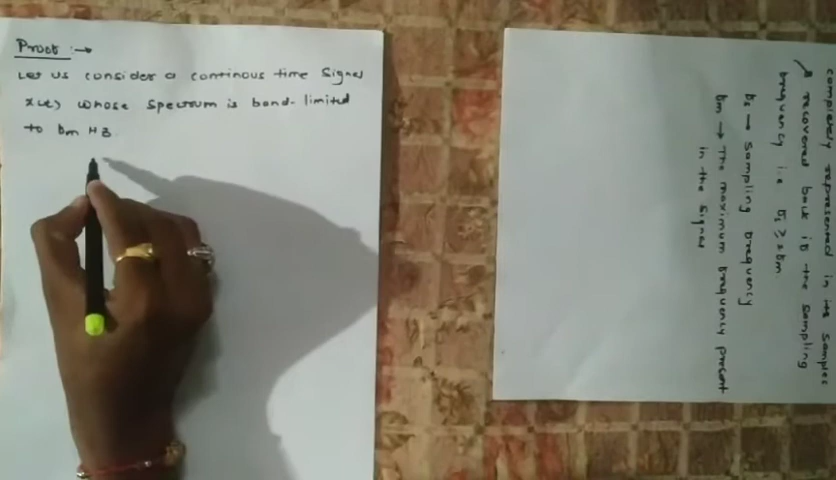 Proof :→
Let us consider a continous time signal
x(t) whose spectrum is band-limited
to fm HZ
completely represented in its samples
& recovered back if the sampling
frequency i.e fs ≥ 2fm.
fs → sampling frequency
fm → The maximum frequency present
in the signal